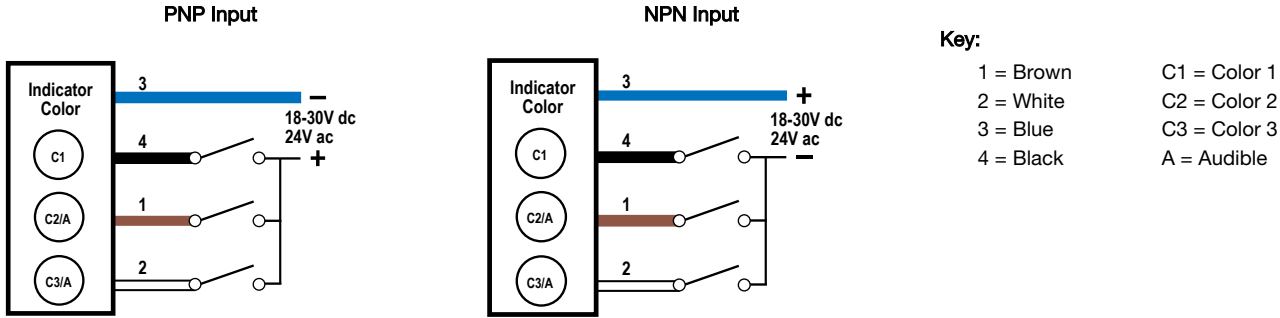 PNP Input
Indicator
Color
C1
C2/A
C3/A
3
4
1
2
–
18-30V dc
24V ac
+
NPN Input
Indicator
Color
C1
C2/A
C3/A
3
4
1
2
+
18-30V dc
24V ac
–
Key:
1 = Brown
2 = White
3 = Blue
4 = Black
C1 = Color 1
C2 = Color 2
C3 = Color 3
A = Audible